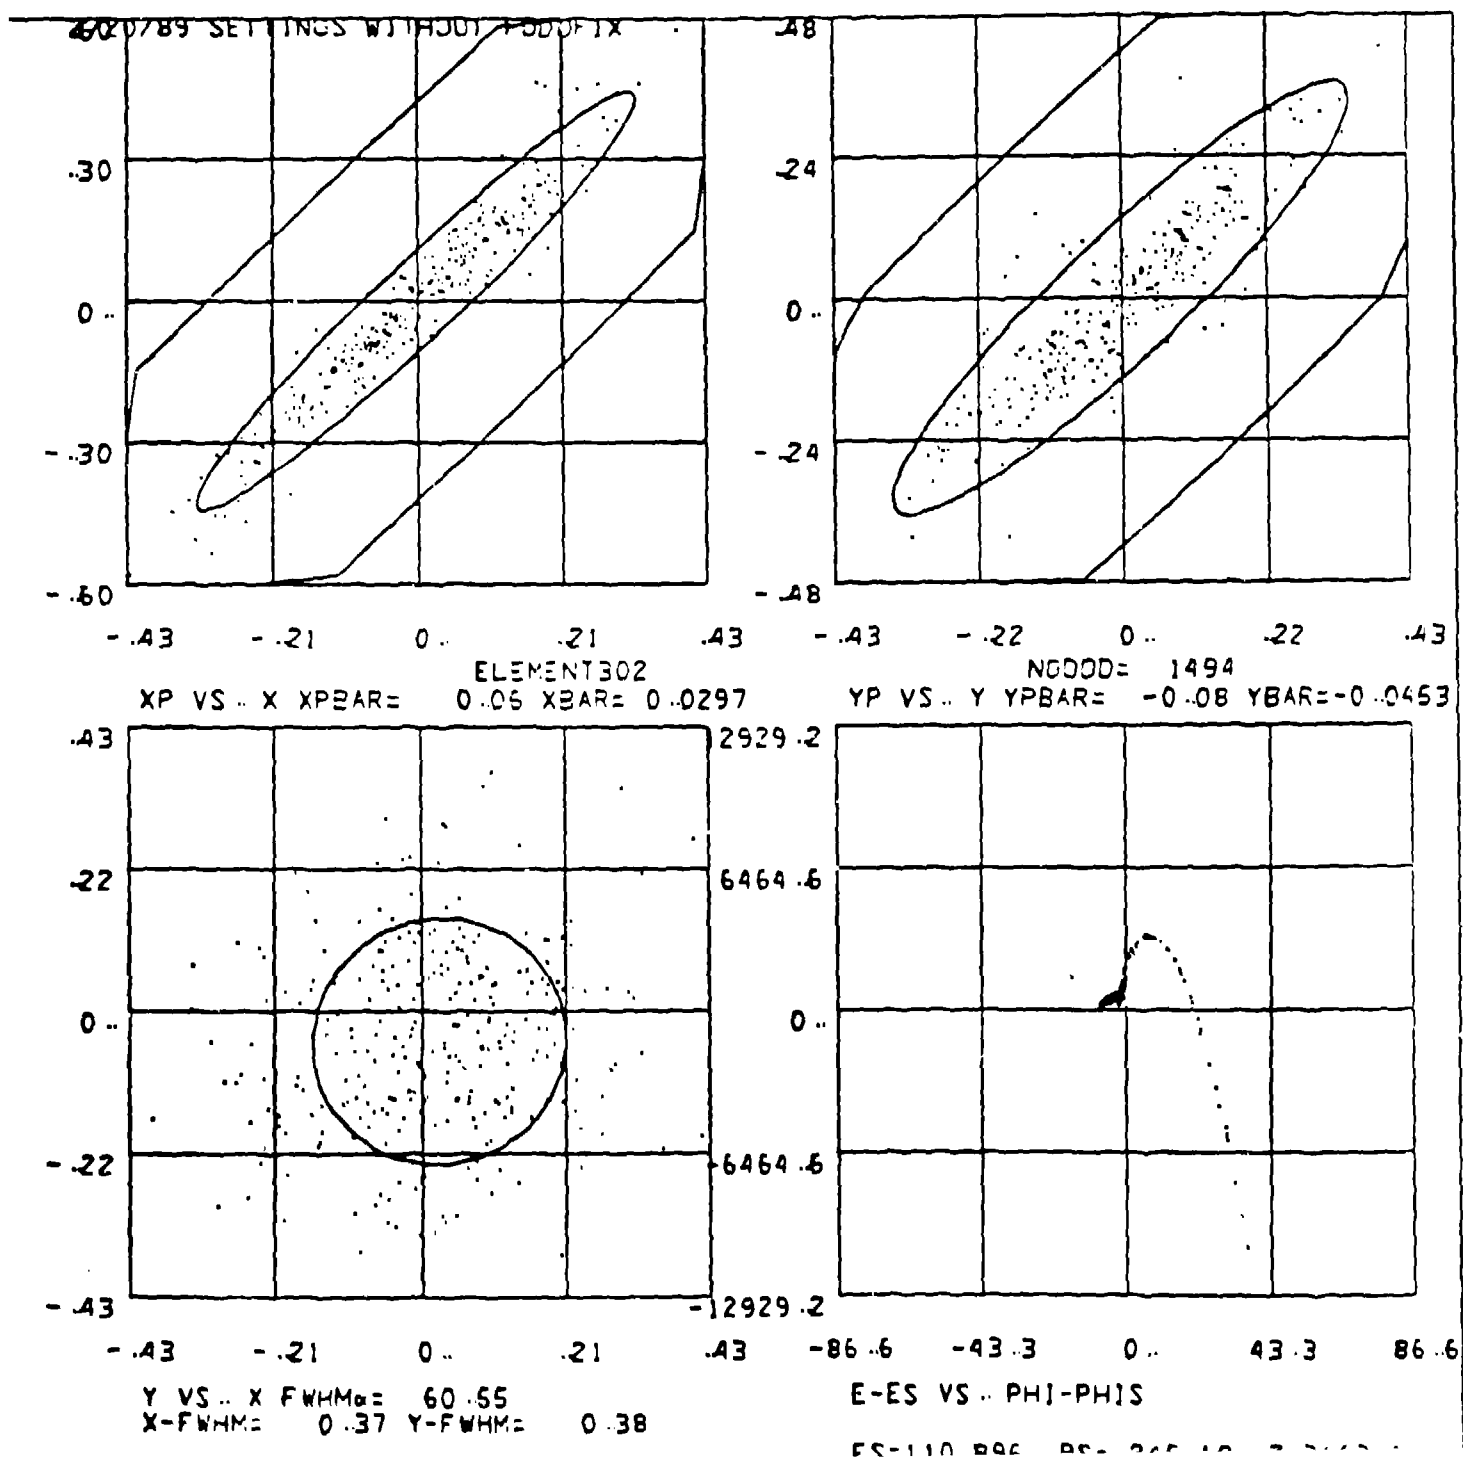 SETTINGS WITHOUT
.48
.30
.24
0..
0..
-.30
-.24
-.60
-.48
-.43 -.21 0.. .21 .43
-.43 -.22 0.. .22 .43
ELEMENT302
NGOOD= 1494
XP VS.. X XPBAR= 0..06 XBAR= 0..0297
YP VS.. Y YPBAR= -0..08 YBAR=-0..0453
.43
12929..2
.22
6464..6
0..
0..
-.22
-6464..6
-.43
-12929..2
-.43 -.21 0.. .21 .43
-86..6 -43..3 0.. 43..3 86..6
Y VS.. X FWHM= 60..55
X-FWHM= 0..37 Y-FWHM= 0..38
E-ES VS.. PHI-PHIS